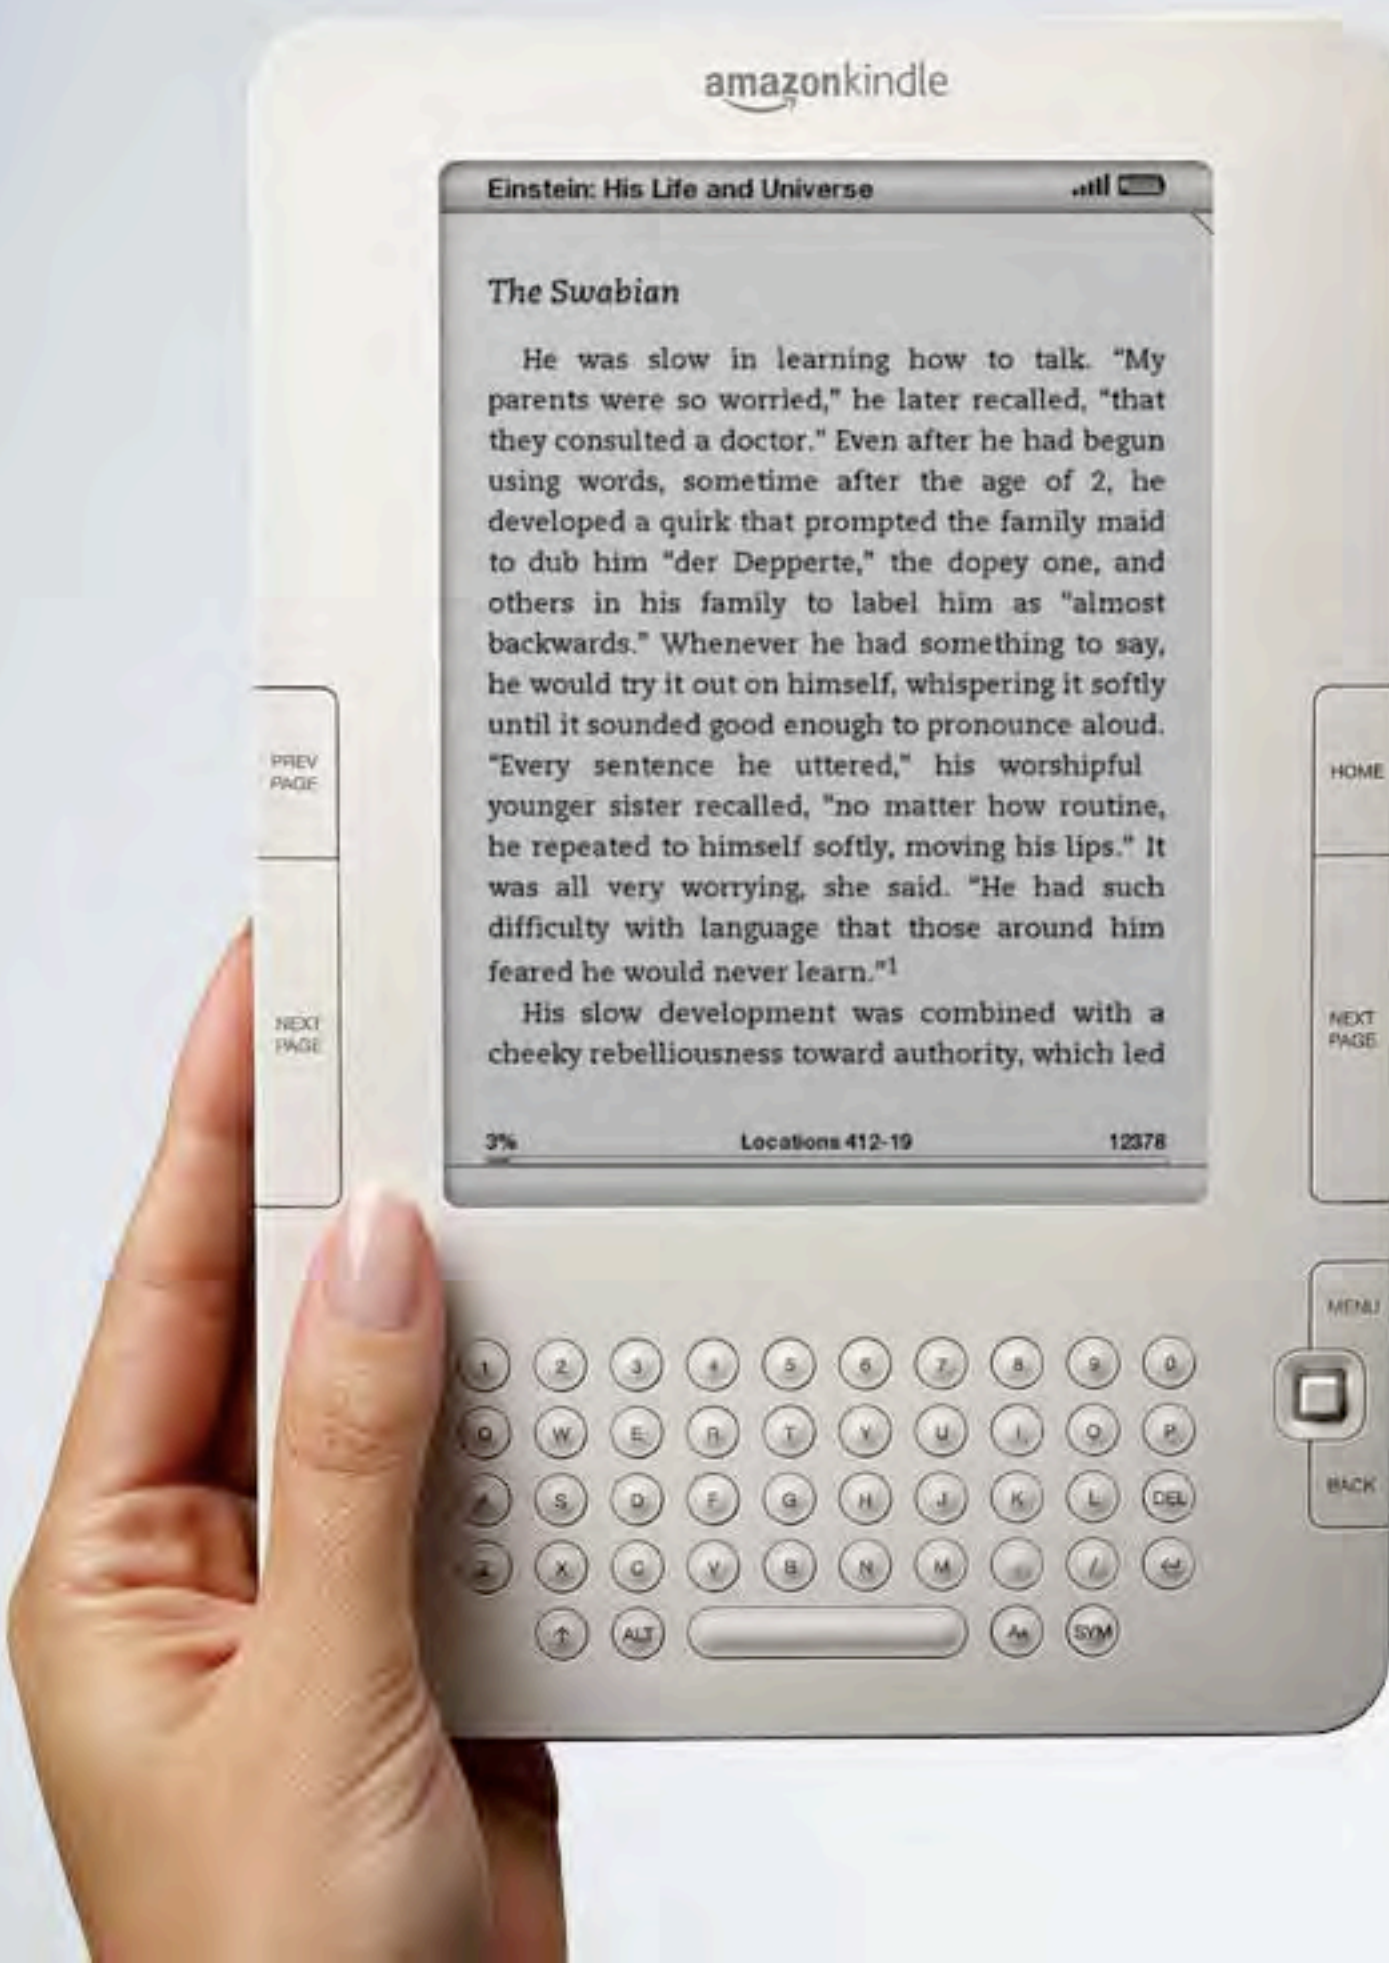 amazonkindle
Einstein: His Life and Universe
The Swabian
He was slow in learning how to talk. “My
parents were so worried,” he later recalled, “that
they consulted a doctor.” Even after he had begun
using words, sometime after the age of 2, he
developed a quirk that prompted the family maid
to dub him “der Depperte,” the dopey one, and
others in his family to label him as “almost
backwards.” Whenever he had something to say,
he would try it out on himself, whispering it softly
until it sounded good enough to pronounce aloud.
“Every sentence he uttered,” his worshipful
younger sister recalled, “no matter how routine,
he repeated to himself softly, moving his lips.” It
was all very worrying, she said. “He had such
difficulty with language that those around him
feared he would never learn.”1
His slow development was combined with a
cheeky rebelliousness toward authority, which led
3% Locations 412-19 12378
PREV
PAGE
NEXT
PAGE
HOME
NEXT
PAGE
MENU
BACK
1 2 3 4 5 6 7 8 9 0
Q W E R T Y U I O P
A S D F G H J K L DEL
Z X C V B N M . /
ALT Aa SYM